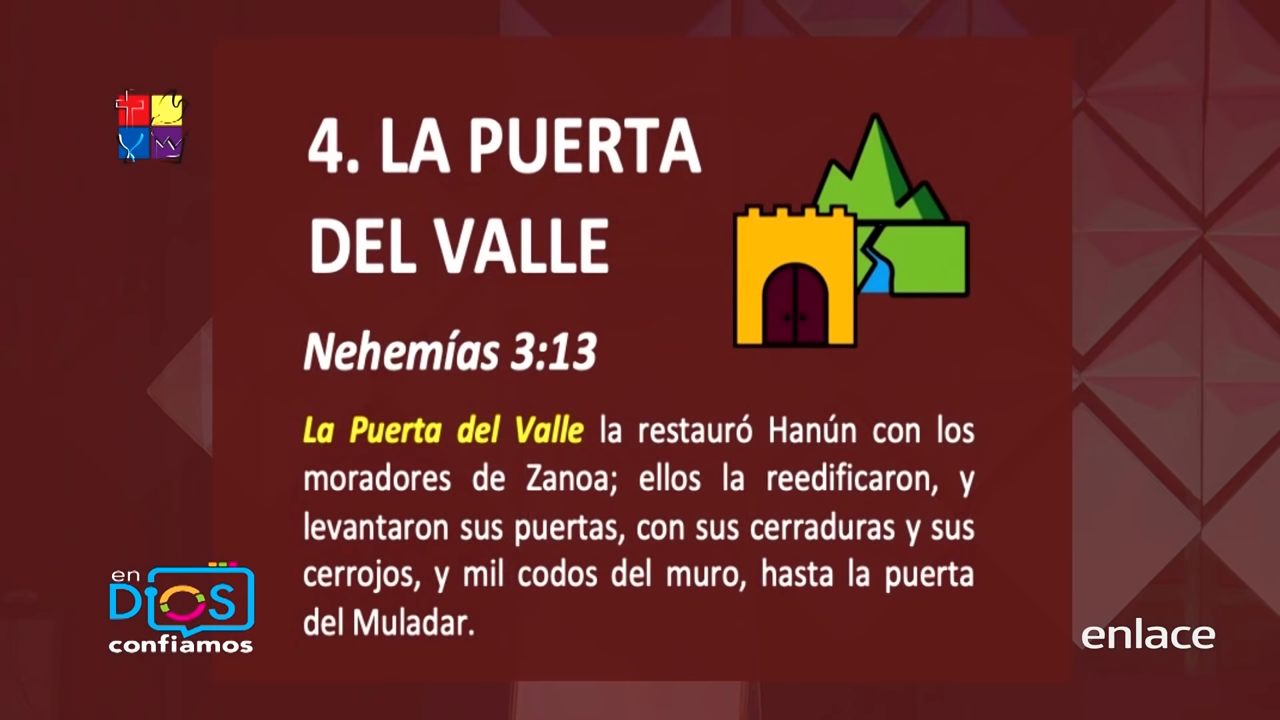 4. LA PUERTA
DEL VALLE
Nehemías 3:13
La Puerta del Valle la restauró Hanún con los
moradores de Zanoa; ellos la reedificaron, y
levantaron sus puertas, con sus cerraduras y sus
cerrojos, y mil codos del muro, hasta la puerta
del Muladar.
en
DIOS
confiamos
enlace